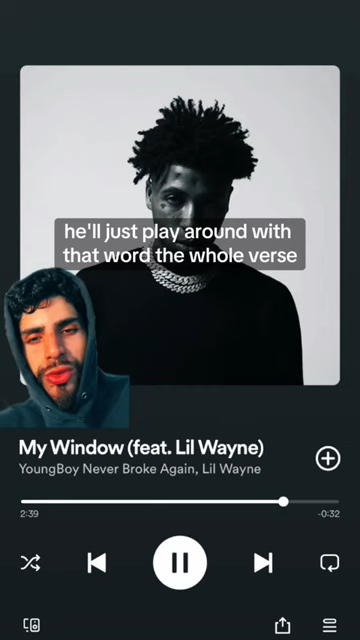 he'll just play around with
that word the whole verse
My Window (feat. Lil Wayne)
YoungBoy Never Broke Again, Lil Wayne
2:39
-0:32